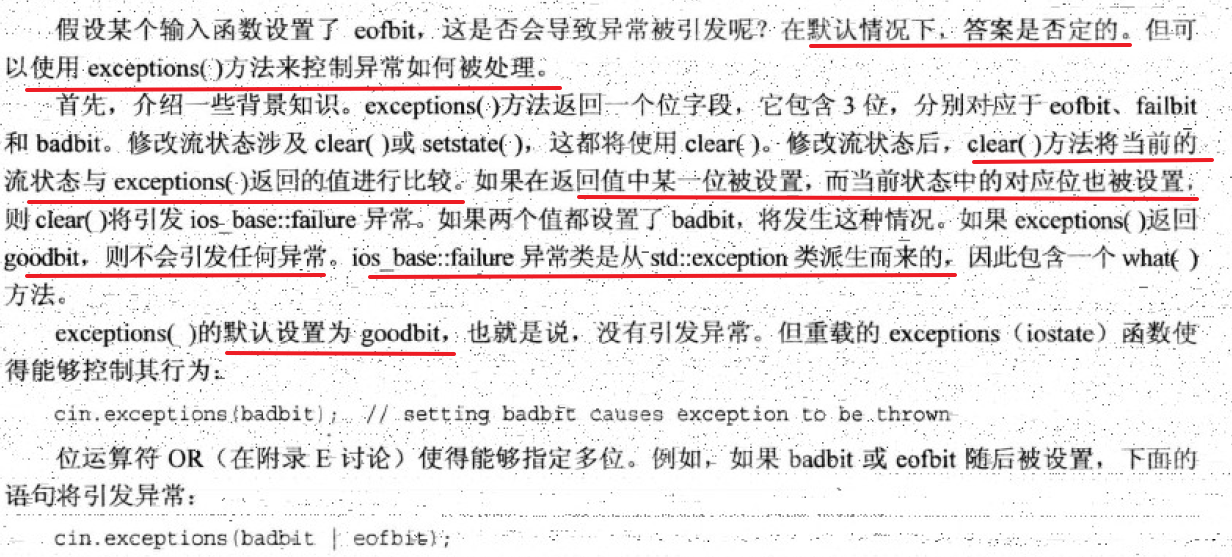 假设某个输入函数设置了 eofbit，这是否会导致异常被引发呢？在默认情况下，答案是否定的。但可
以使用 exceptions( )方法来控制异常如何被处理。
首先，介绍一些背景知识。exceptions( )方法返回一个位字段，它包含 3 位，分别对应于 eofbit、failbit
和 badbit。修改流状态涉及 clear( )或 setstate( )，这都将使用 clear( )。修改流状态后，clear( )方法将当前的
流状态与 exceptions( )返回的值进行比较。如果在返回值中某一位被设置，而当前状态中的对应位也被设置，
则 clear( )将引发 ios_base::failure 异常。如果两个值都设置了 badbit，将发生这种情况。如果 exceptions( )返回
goodbit，则不会引发任何异常。ios_base::failure 异常类是从 std::exception 类派生而来的，因此包含一个 what( )
方法。
exceptions( )的默认设置为 goodbit，也就是说，没有引发异常。但重载的 exceptions（iostate）函数使
得能够控制其行为：
cin.exceptions(badbit);  // setting badbit causes exception to be thrown
位运算符 OR（在附录 E 讨论）使得能够指定多位。例如，如果 badbit 或 eofbit 随后被设置，下面的
语句将引发异常：
cin.exceptions(badbit | eofbit);